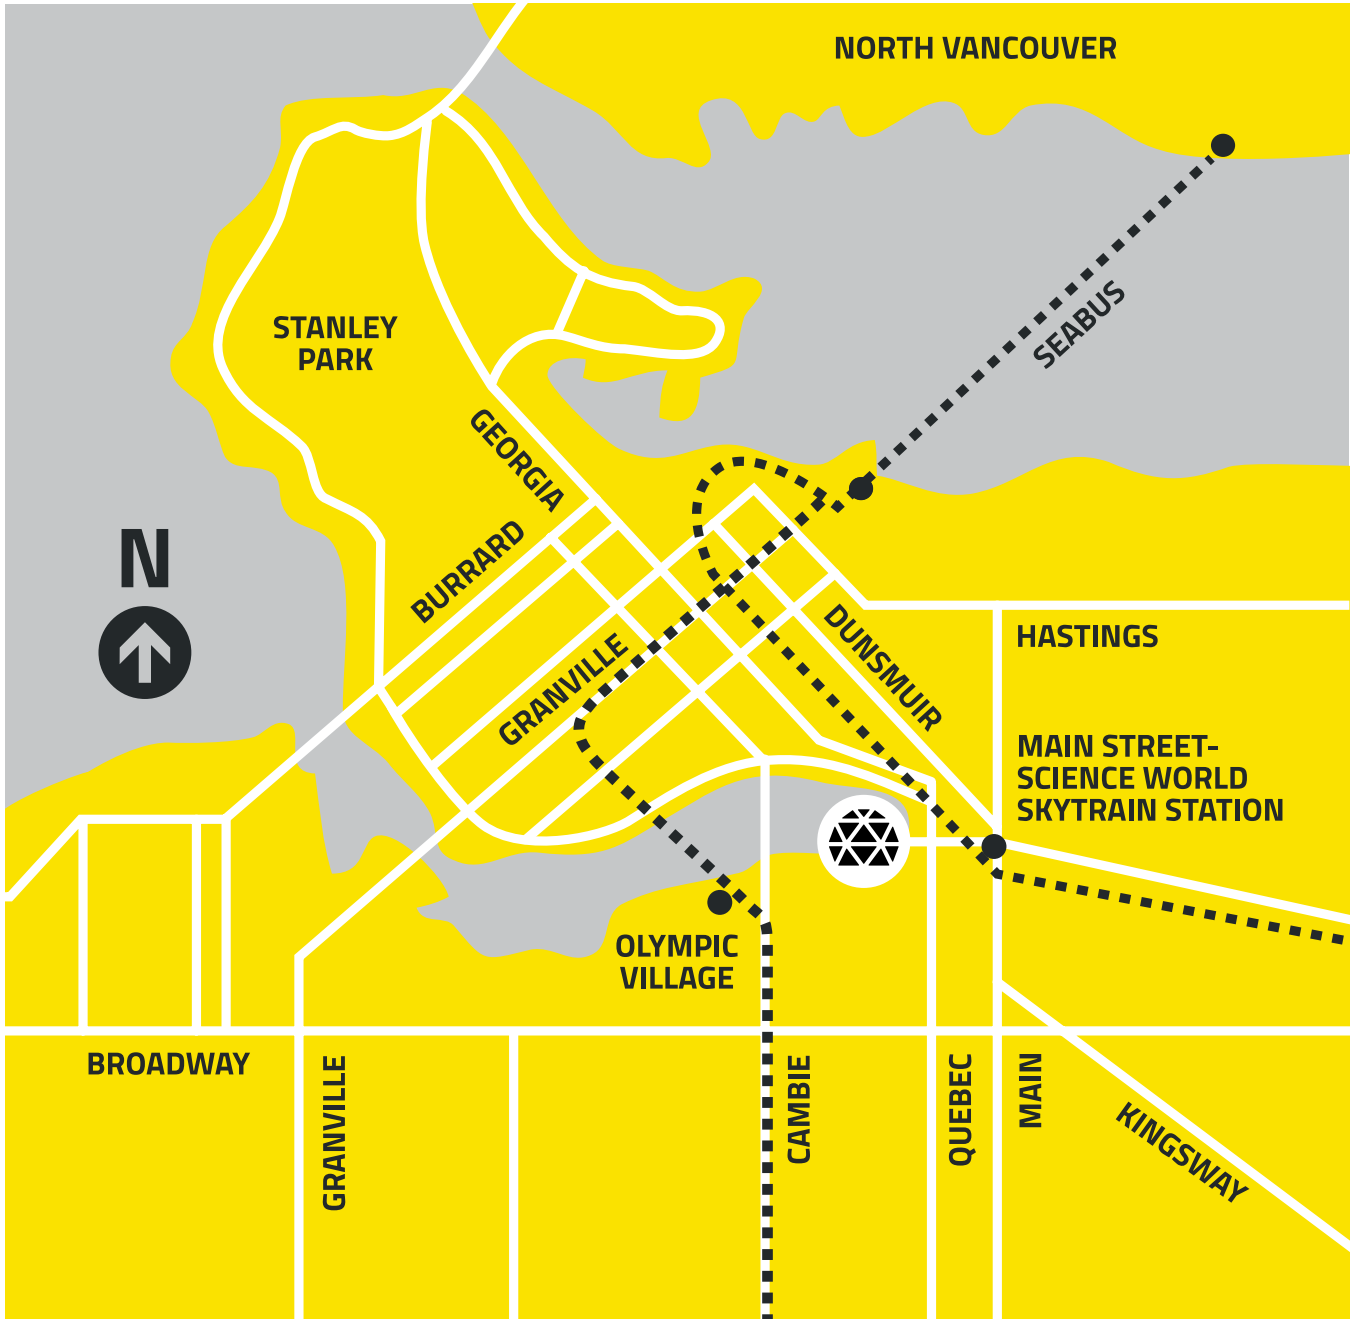 NORTH VANCOUVER
STANLEY
PARK
SEABUS
GEORGIA
N
BURRARD
GRANVILLE
DUNSMUIR
HASTINGS
MAIN STREET-
SCIENCE WORLD
SKYTRAIN STATION
OLYMPIC
VILLAGE
BROADWAY
GRANVILLE
CAMBIE
QUEBEC
MAIN
KINGSWAY